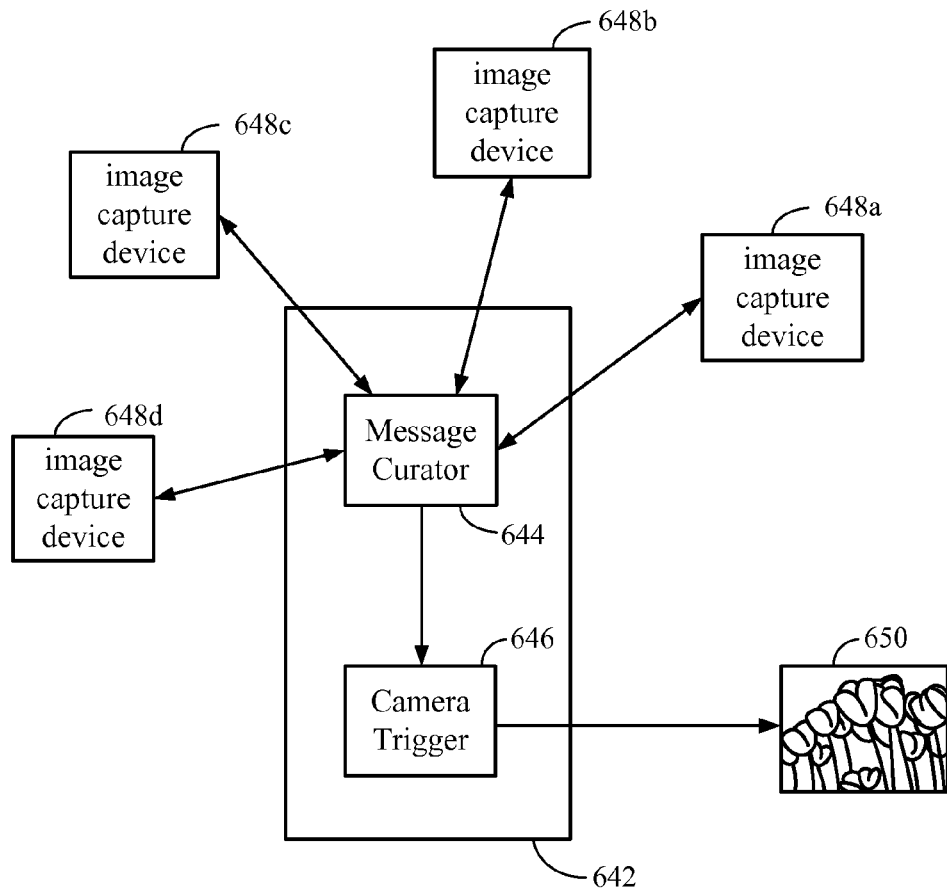 648b
image
capture
device
648c
image
capture
device
648a
image
capture
device
648d
image
capture
device
Message
Curator
644
646
Camera
Trigger
650
642